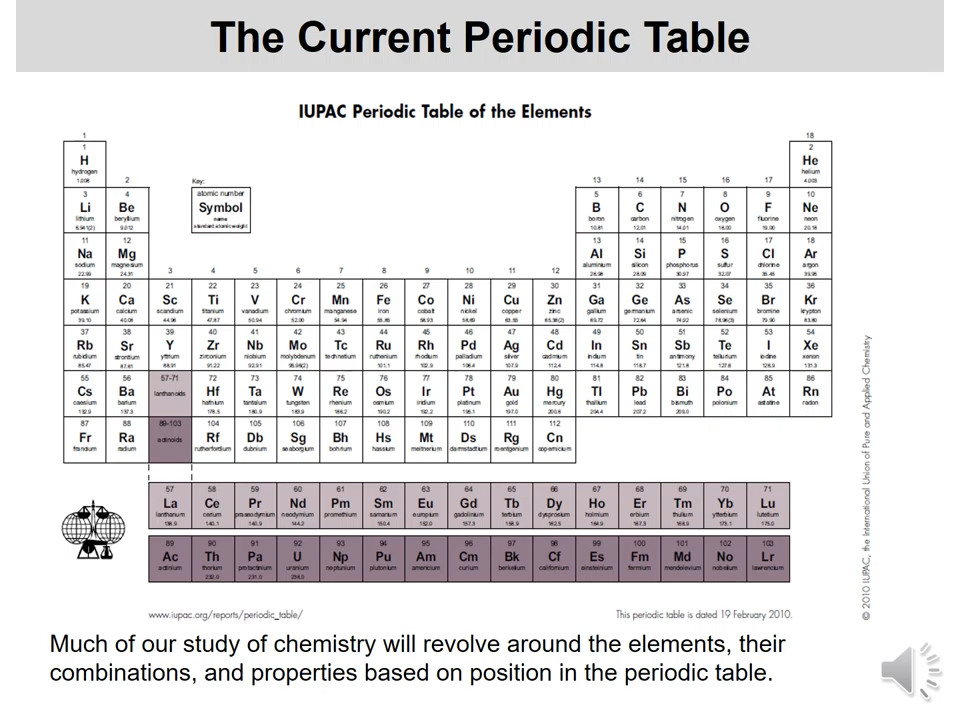 The Current Periodic Table
IUPAC Periodic Table of the Elements
1 18
1 2
H He
hydrogen helium
1.008 4.003
2 13 14 15 16 17
Key:
3 4 atomic number 5 6 7 8 9 10
Li Be Symbol B C N O F Ne
lithium beryllium name boron carbon nitrogen oxygen fluorine neon
6.941(2) 9.012 standard atomic weight 10.81 12.01 14.01 16.00 19.00 20.18
11 12 13 14 15 16 17 18
Na Mg Al Si P S Cl Ar
sodium magnesium aluminium silicon phosphorus sulfur chlorine argon
22.99 24.31 26.98 28.09 30.97 32.07 35.45 39.95
3 4 5 6 7 8 9 10 11 12
19 20 21 22 23 24 25 26 27 28 29 30 31 32 33 34 35 36
K Ca Sc Ti V Cr Mn Fe Co Ni Cu Zn Ga Ge As Se Br Kr
potassium calcium scandium titanium vanadium chromium manganese iron cobalt nickel copper zinc gallium germanium arsenic selenium bromine krypton
39.10 40.08 44.96 47.87 50.94 52.00 54.94 55.85 58.93 58.69 63.55 65.38(2) 69.72 72.64 74.92 78.96(3) 79.90 83.80
37 38 39 40 41 42 43 44 45 46 47 48 49 50 51 52 53 54
Rb Sr Y Zr Nb Mo Tc Ru Rh Pd Ag Cd In Sn Sb Te I Xe
rubidium strontium yttrium zirconium niobium molybdenum technetium ruthenium rhodium palladium silver cadmium indium tin antimony tellurium iodine xenon
85.47 87.61 88.91 91.22 92.91 95.96(2) 101.1 102.9 106.4 107.9 112.4 114.8 118.7 121.8 127.6 126.9 131.3
55 56 57-71 72 73 74 75 76 77 78 79 80 81 82 83 84 85 86
Cs Ba lanthanoids Hf Ta W Re Os Ir Pt Au Hg Tl Pb Bi Po At Rn
caesium barium hafnium tantalum tungsten rhenium osmium iridium platinum gold mercury thallium lead bismuth polonium astatine radon
132.9 137.3 178.5 180.9 183.9 186.2 190.2 192.2 195.1 197.0 200.6 204.4 207.2 209.0
87 88 89-103 104 105 106 107 108 109 110 111 112
Fr Ra actinoids Rf Db Sg Bh Hs Mt Ds Rg Cn
francium radium rutherfordium dubnium seaborgium bohrium hassium meitnerium darmstadtium roentgenium copernicium
57 58 59 60 61 62 63 64 65 66 67 68 69 70 71
La Ce Pr Nd Pm Sm Eu Gd Tb Dy Ho Er Tm Yb Lu
lanthanum cerium praseodymium neodymium promethium samarium europium gadolinium terbium dysprosium holmium erbium thulium ytterbium lutetium
138.9 140.1 140.9 144.2 150.4 152.0 157.3 158.9 162.5 164.9 167.3 168.9 173.1 175.0
89 90 91 92 93 94 95 96 97 98 99 100 101 102 103
Ac Th Pa U Np Pu Am Cm Bk Cf Es Fm Md No Lr
actinium thorium protactinium uranium neptunium plutonium americium curium berkelium californium einsteinium fermium mendelevium nobelium lawrencium
232.0 231.0 238.0
www.iupac.org/reports/periodic_table/ This periodic table is dated 19 February 2010.
© 2010 IUPAC, the International Union of Pure and Applied Chemistry
Much of our study of chemistry will revolve around the elements, their
combinations, and properties based on position in the periodic table.